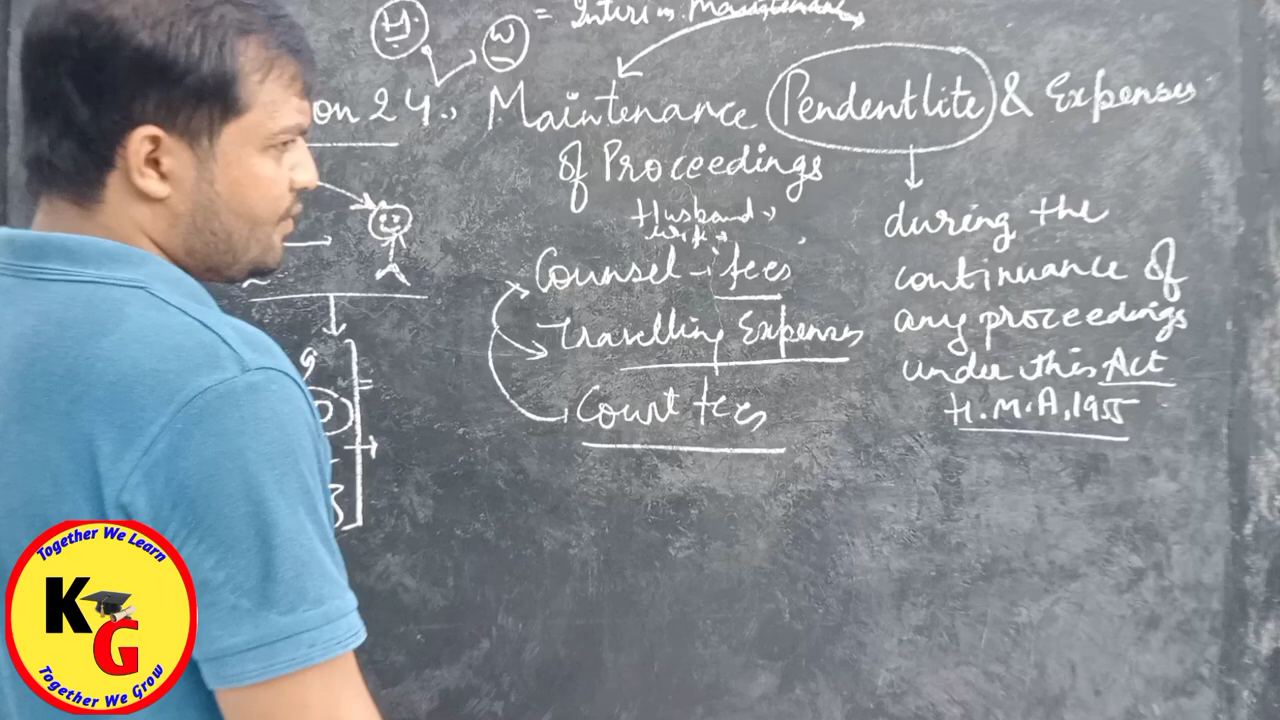 H W = Interim Maintenance
on 24., Maintenance Pendentlite & Expenses
of Proceedings
Husband
wife
Counsel - fees
Travelling Expenses
Court fees
during the
continuance of
any proceedings
under this Act
H.M.A, 1955
Together We Learn
KG
Together We Grow